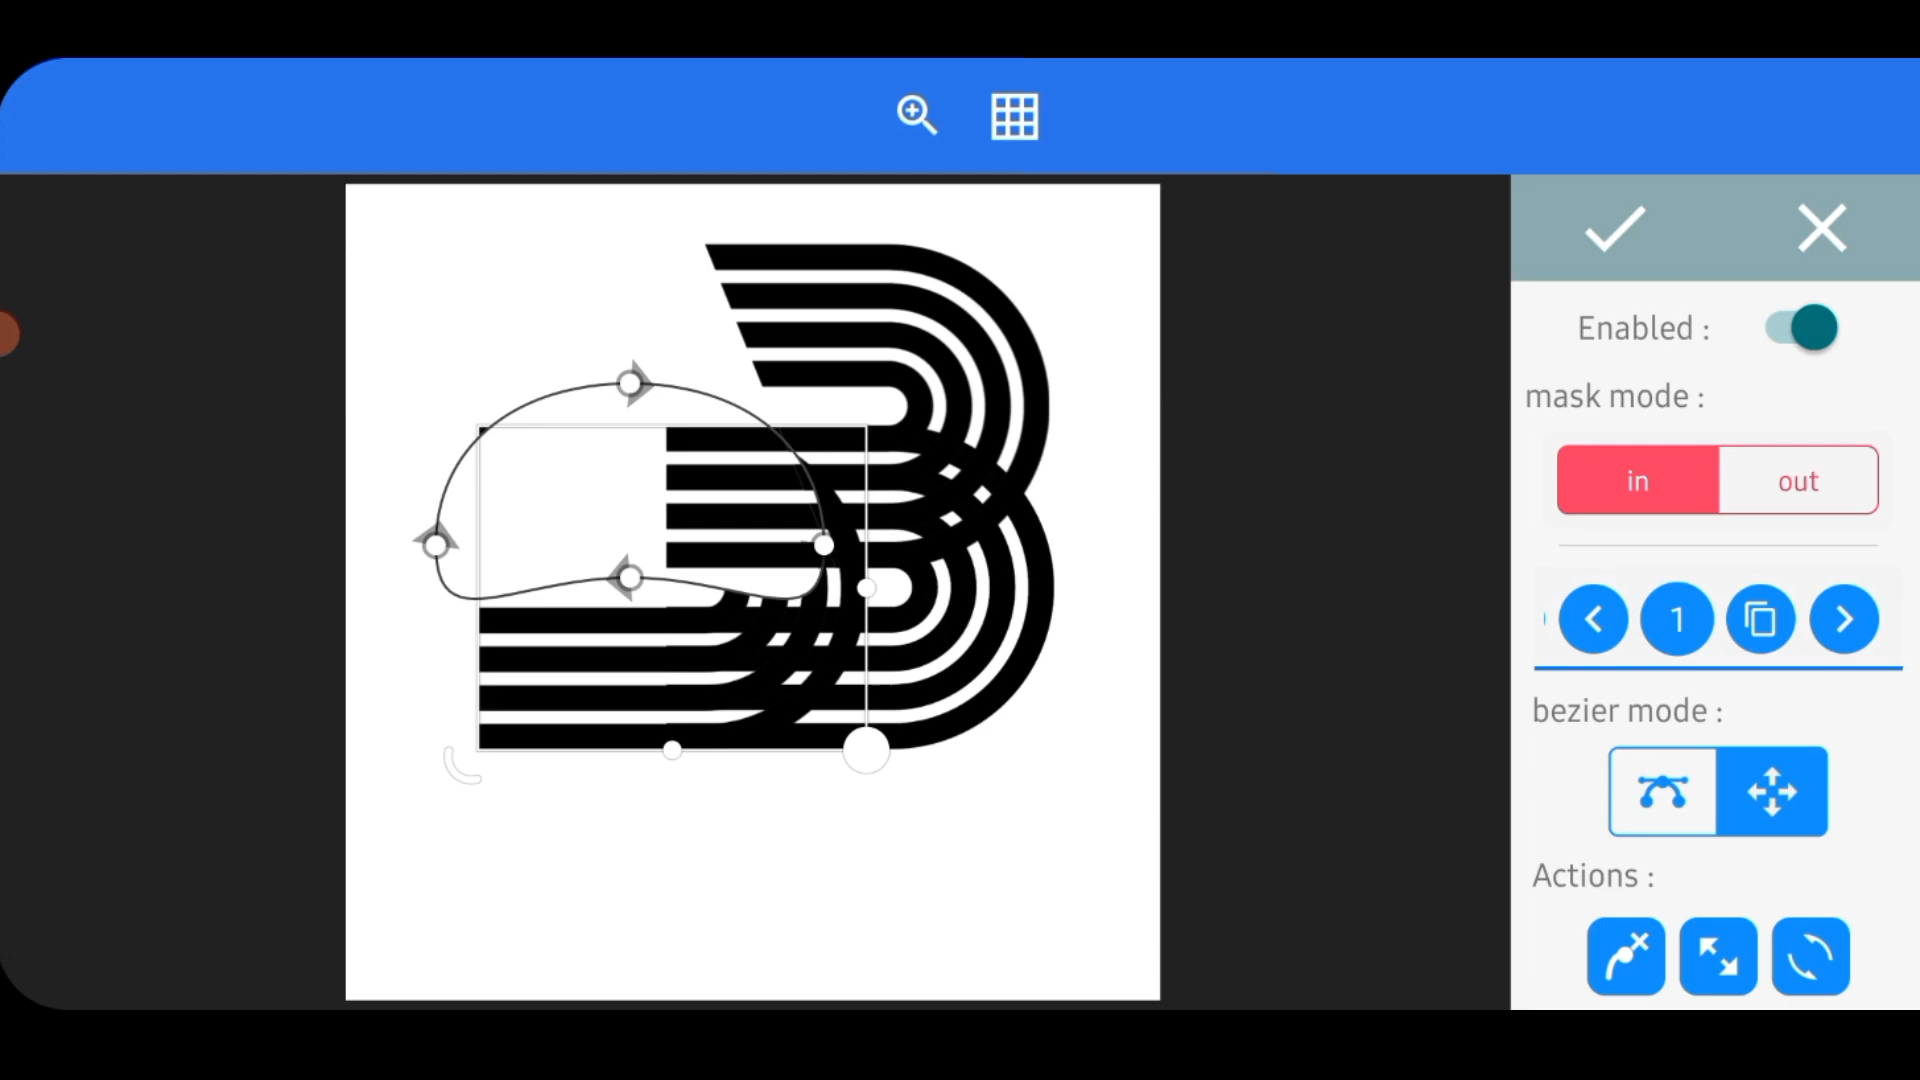 Enabled :
mask mode :
in
out
1
bezier mode :
Actions :